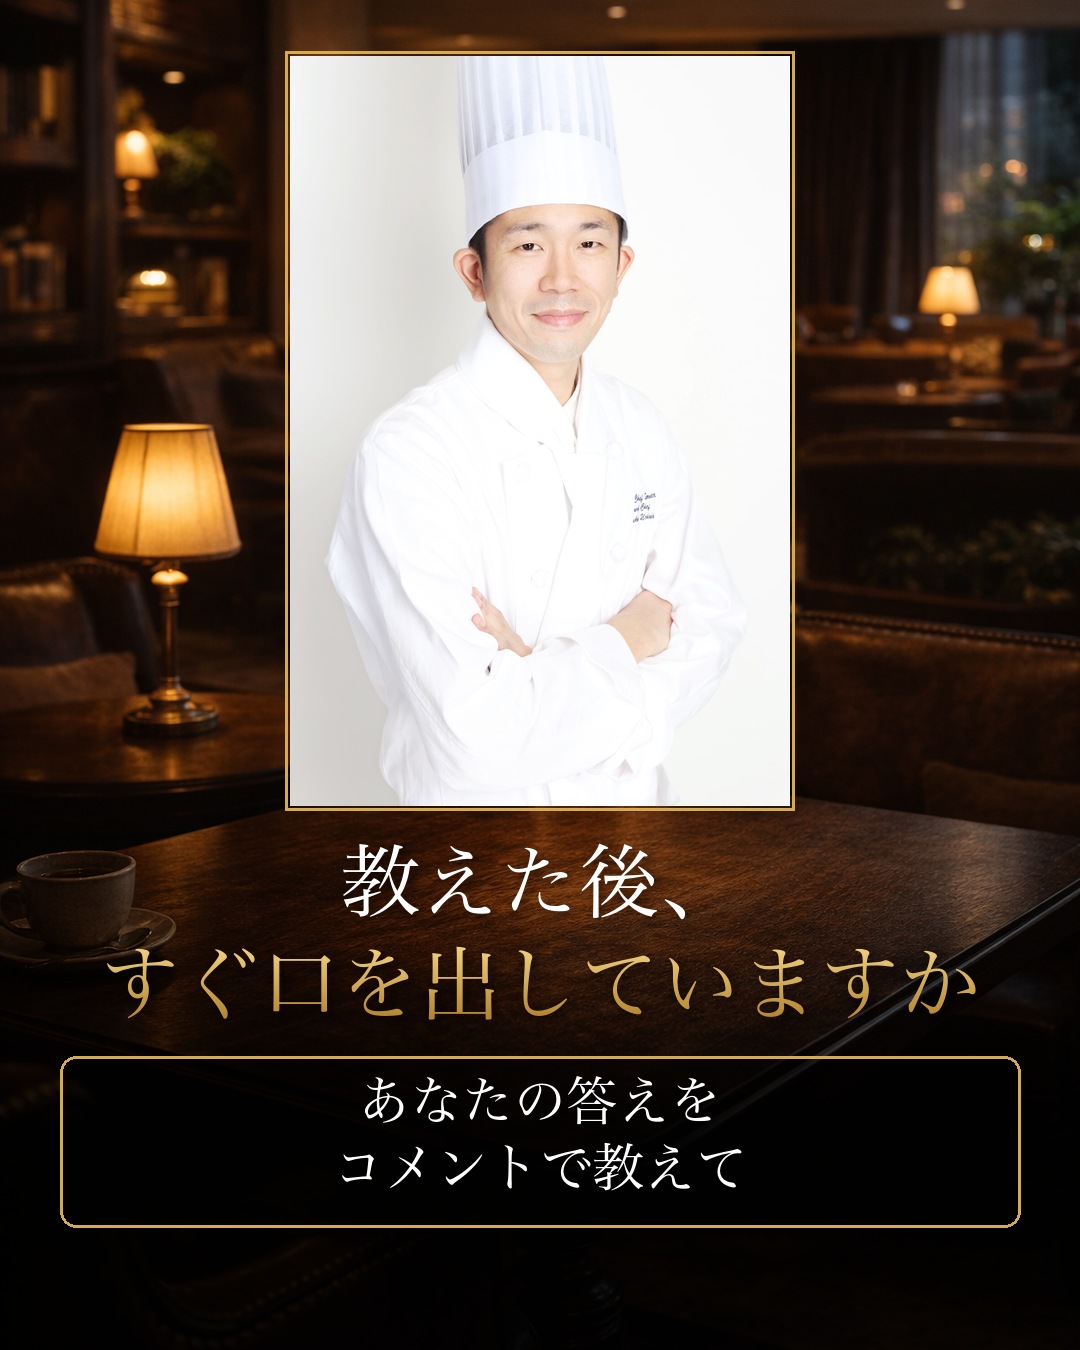 教えた後、
すぐ口を出していますか
あなたの答えを
コメントで教えて